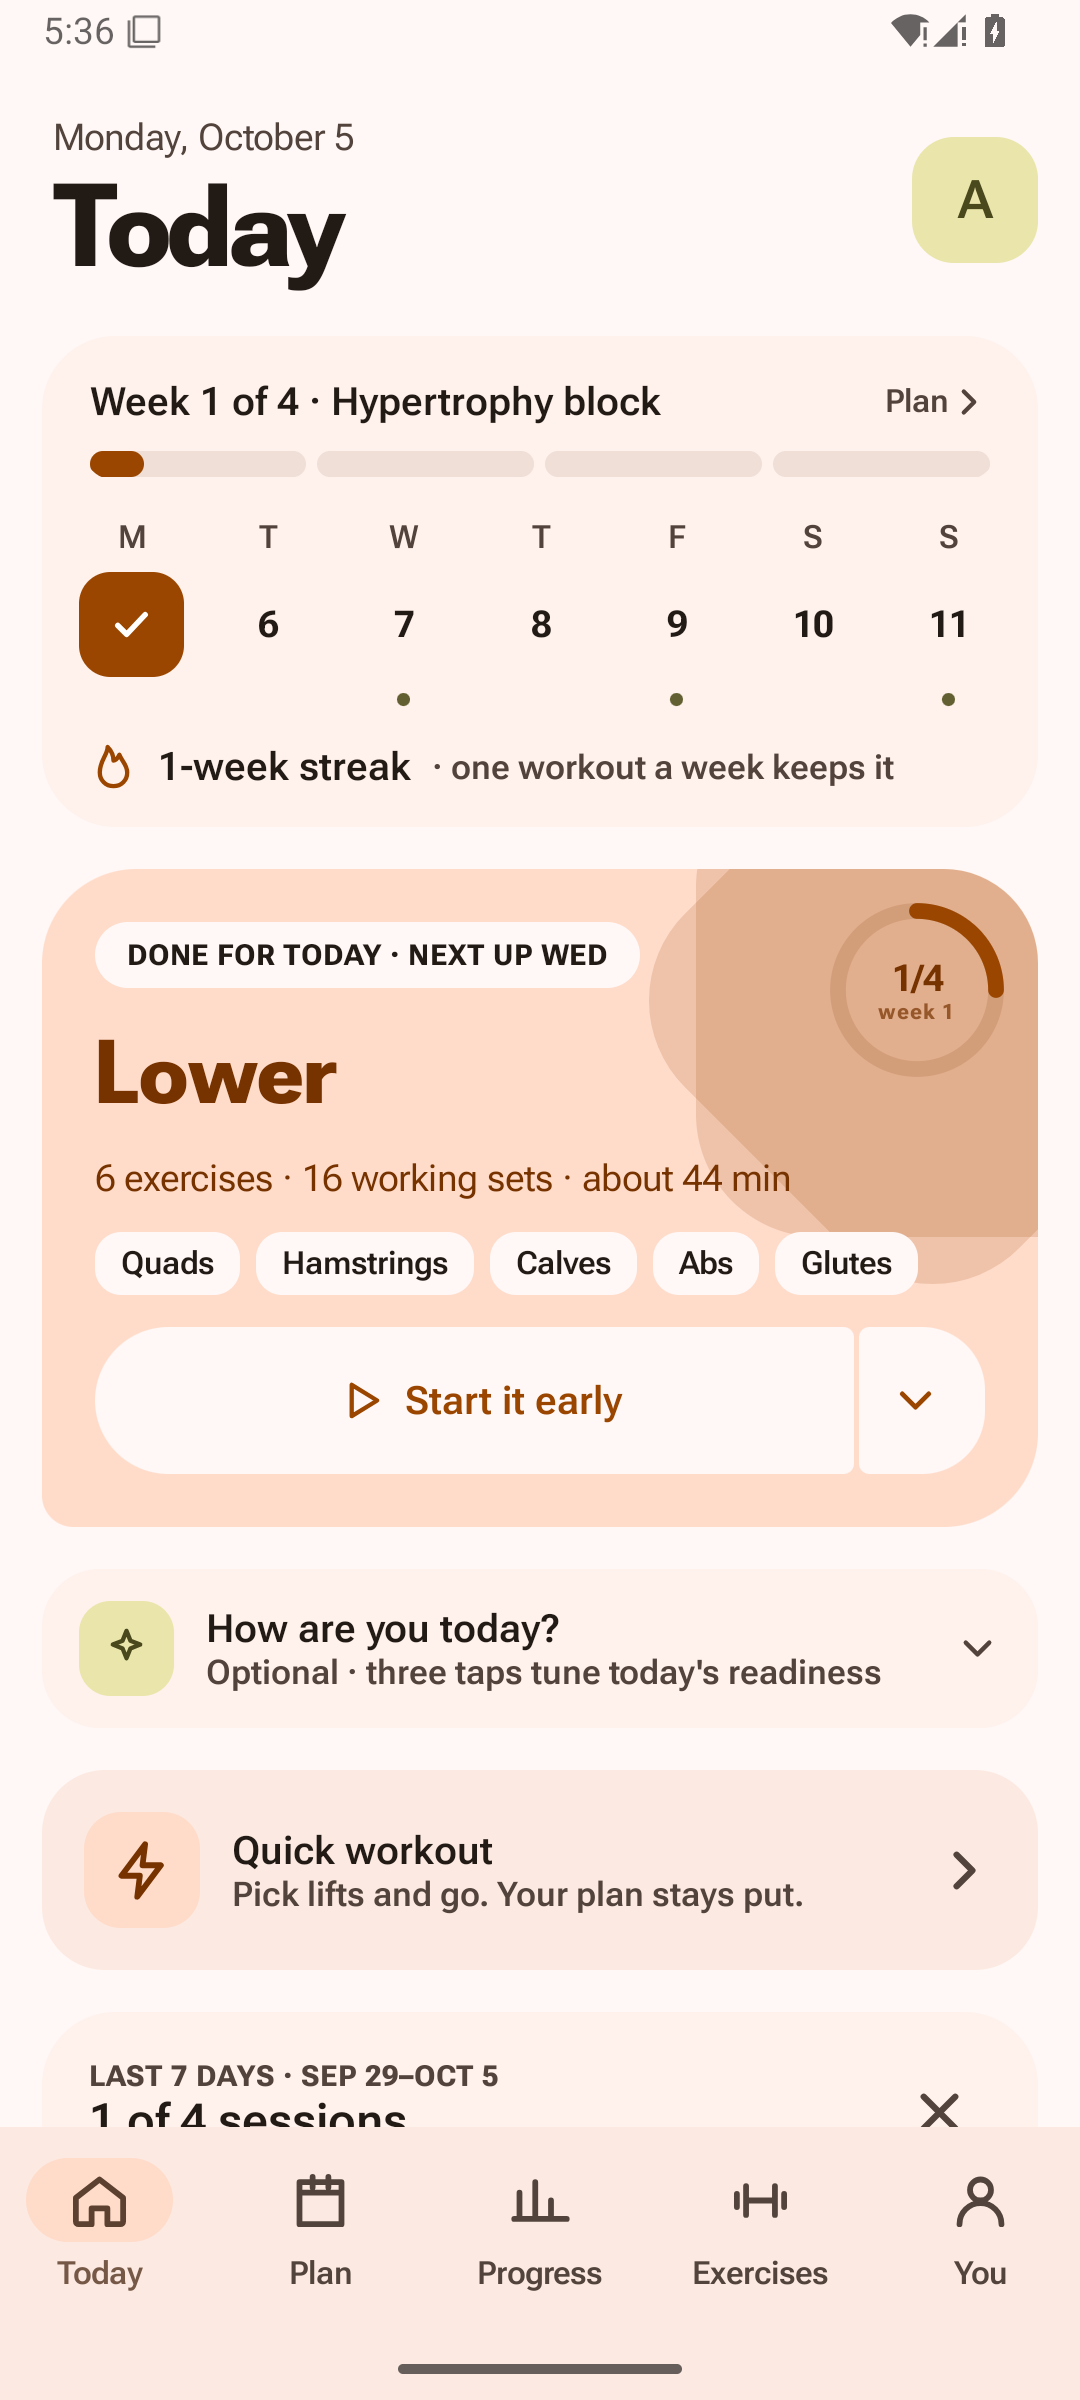 5:36
Monday, October 5
Today
A
Week 1 of 4 · Hypertrophy block
Plan
M T W T F S S
6 7 8 9 10 11
1-week streak · one workout a week keeps it
DONE FOR TODAY · NEXT UP WED
1/4
week 1
Lower
6 exercises · 16 working sets · about 44 min
Quads Hamstrings Calves Abs Glutes
Start it early
How are you today?
Optional · three taps tune today's readiness
Quick workout
Pick lifts and go. Your plan stays put.
LAST 7 DAYS · SEP 29–OCT 5
1 of 4 sessions
Today Plan Progress Exercises You